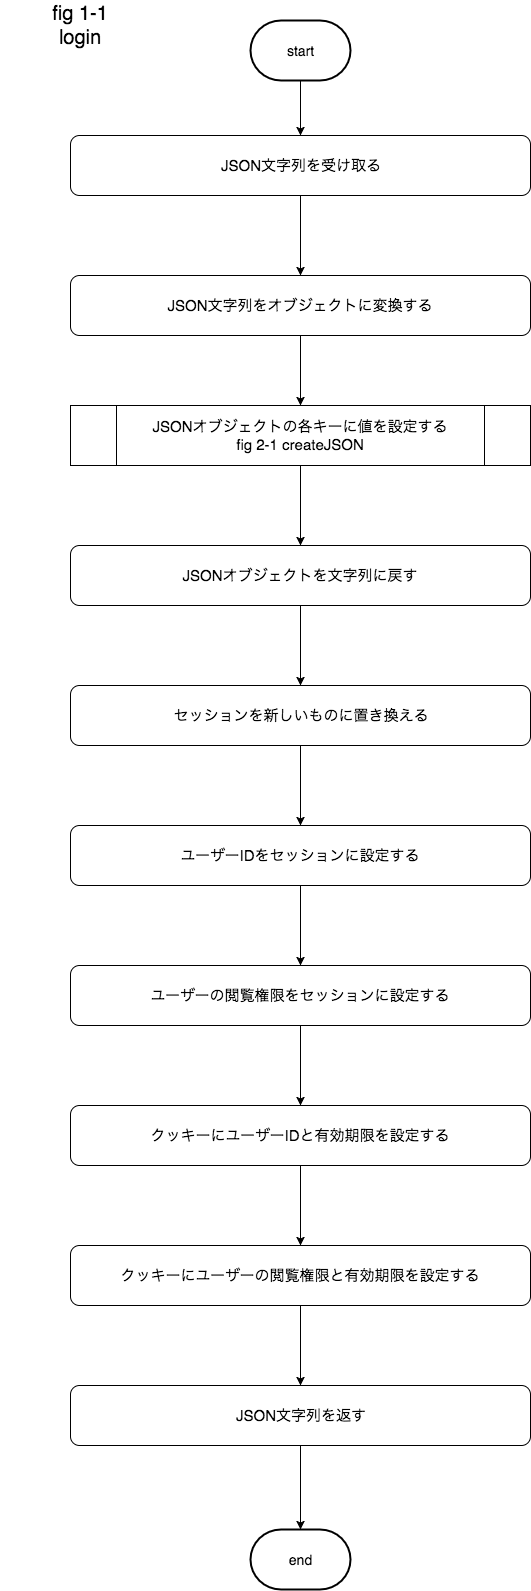 fig 1-1
login
start
JSON文字列を受け取る
JSON文字列をオブジェクトに変換する
JSONオブジェクトの各キーに値を設定する
fig 2-1 createJSON
JSONオブジェクトを文字列に戻す
セッションを新しいものに置き換える
ユーザーIDをセッションに設定する
ユーザーの閲覧権限をセッションに設定する
クッキーにユーザーIDと有効期限を設定する
クッキーにユーザーの閲覧権限と有効期限を設定する
JSON文字列を返す
end